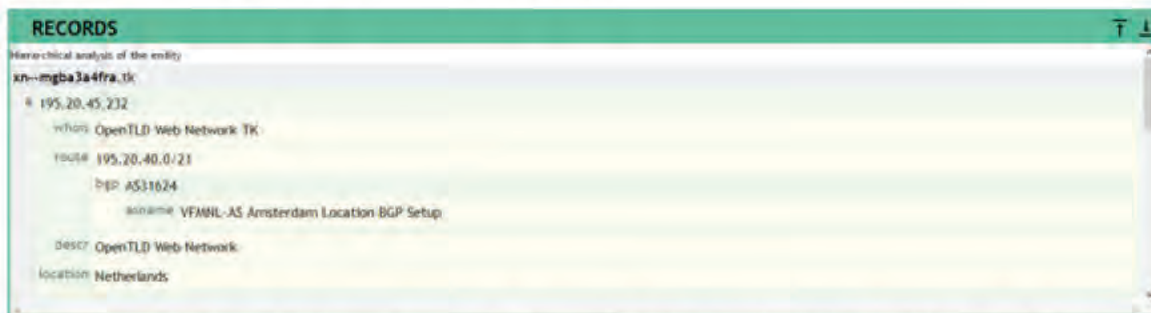 RECORDS
Hierarchical analysis of the entity
xn--mgba3a4fra.tk
a 195.20.45.232
whois OpenTLD Web Network TK
route 195.20.40.0/21
bgp AS31624
asname VFMNL-AS Amsterdam Location BGP Setup
descr OpenTLD Web Network
location Netherlands